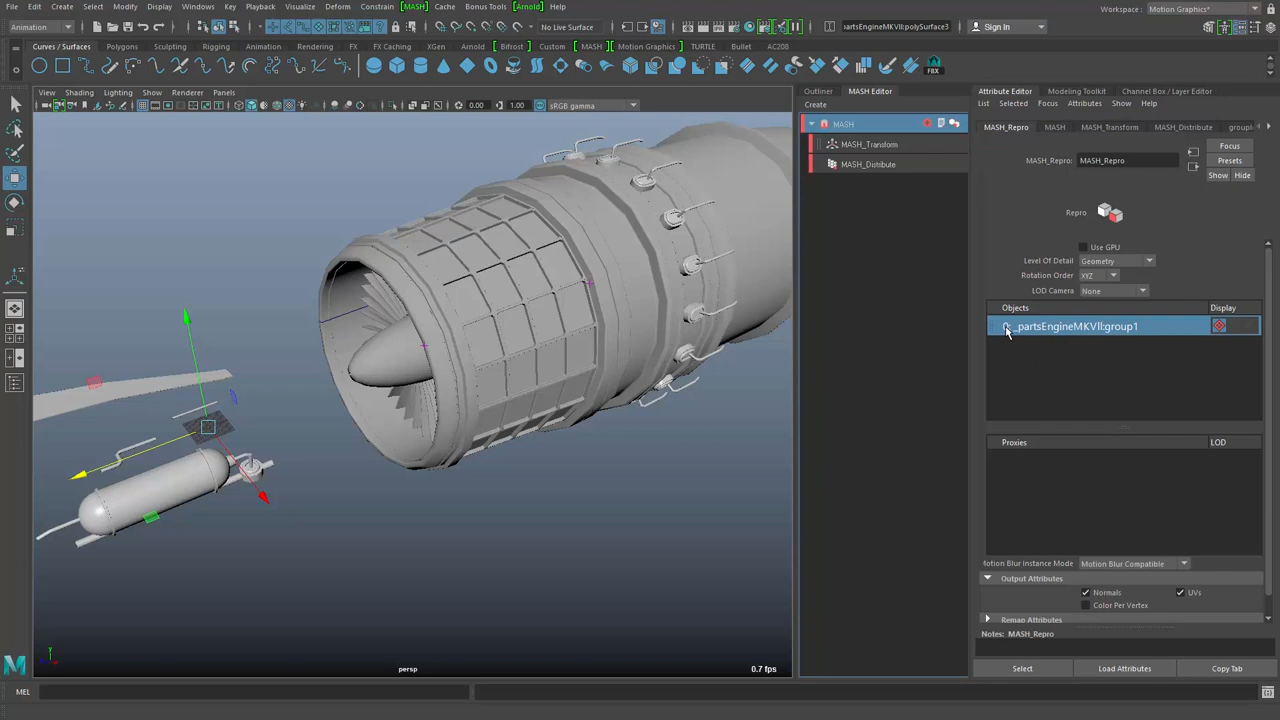 File Edit Create Select Modify Display Windows Key Playback Visualize Deform Constrain [MASH] Cache Bonus Tools [Arnold] Help
Workspace: Motion Graphics*
Animation
No Live Surface
partsEngineMKVII:polySurface3
Sign In
Curves / Surfaces Polygons Sculpting Rigging Animation Rendering FX FX Caching XGen Arnold [ Bifrost Custom [ MASH ] [ Motion Graphics ] TURTLE Bullet AC208
FBX
View Shading Lighting Show Renderer Panels
0.00 1.00 sRGB gamma
Outliner MASH Editor
Create
MASH
MASH_Transform
MASH_Distribute
persp
0.7 fps
Attribute Editor Modeling Toolkit Channel Box / Layer Editor
List Selected Focus Attributes Show Help
MASH_Repro MASH MASH_Transform MASH_Distribute
Focus
MASH_Repro: MASH_Repro Presets
Show Hide
Repro
Use GPU
Level Of Detail Geometry
Rotation Order XYZ
LOD Camera None
Objects Display
_partsEngineMKVII:group1
Proxies LOD
Motion Blur Instance Mode Motion Blur Compatible
Output Attributes
Normals UVs
Color Per Vertex
Remap Attributes
Notes: MASH_Repro
Select Load Attributes Copy Tab
MEL